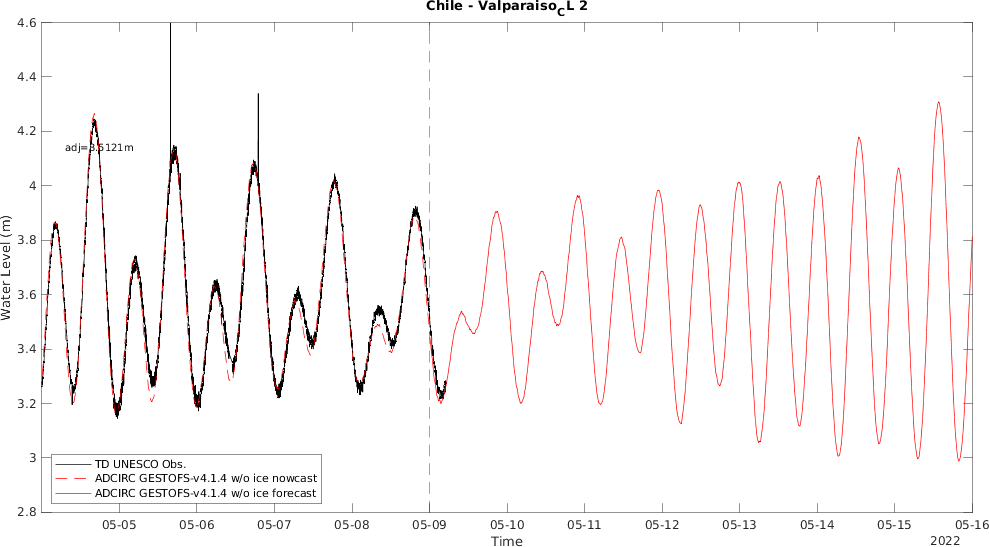 Chile - Valparaiso_CL 2
4.6
4.4
4.2
adj=3.5121m
4
3.8
3.6
3.4
3.2
3
2.8
Water Level (m)
TD UNESCO Obs.
ADCIRC GESTOFS-v4.1.4 w/o ice nowcast
ADCIRC GESTOFS-v4.1.4 w/o ice forecast
05-05 05-06 05-07 05-08 05-09 05-10 05-11 05-12 05-13 05-14 05-15 05-16
Time
2022